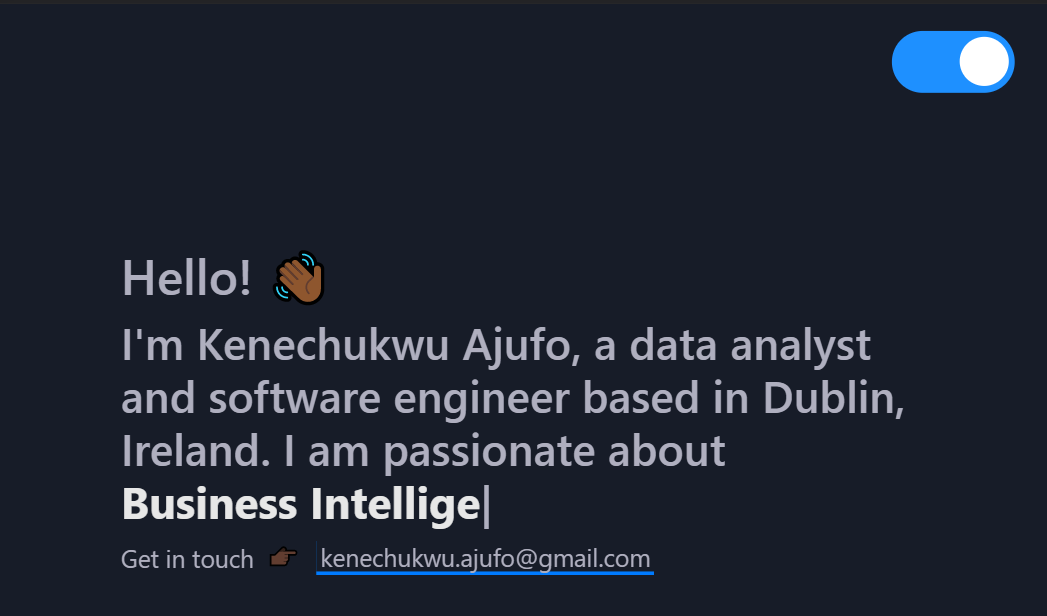 Hello! 👋🏾
I'm Kenechukwu Ajufo, a data analyst
and software engineer based in Dublin,
Ireland. I am passionate about
Business Intellige|
Get in touch 👉🏿 kenechukwu.ajufo@gmail.com